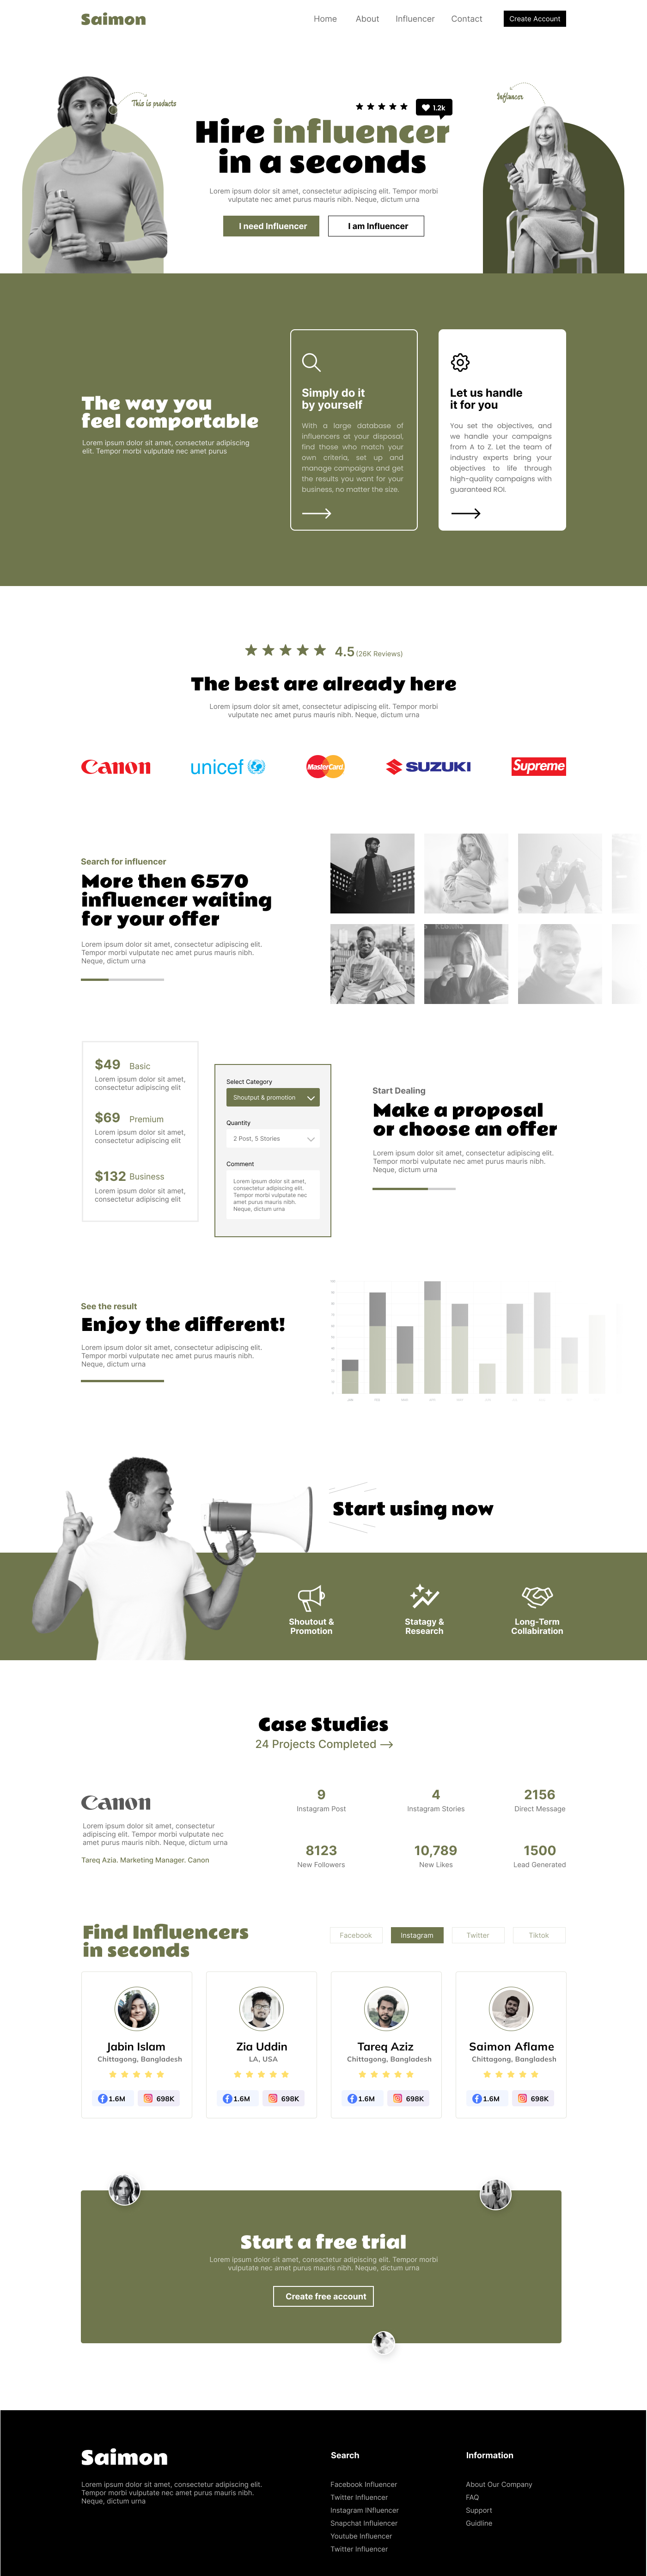 Saimon
Home
About
Influencer
Contact
Create Account
This is products
Influencer
1.2k
Hire influencer
in a seconds
Lorem ipsum dolor sit amet, consectetur adipiscing elit. Tempor morbi
vulputate nec amet purus mauris nibh. Neque, dictum urna
I need Influencer
I am Influencer
The way you
feel comportable
Lorem ipsum dolor sit amet, consectetur adipiscing
elit. Tempor morbi vulputate nec amet purus
Simply do it
by yourself
With a large database of
influencers at your disposal,
find those who match your
own criteria, set up and
manage campaigns and get
the results you want for your
business, no matter the size.
Let us handle
it for you
You set the objectives, and
we handle your campaigns
from A to Z. Let the team of
industry experts bring your
objectives to life through
high-quality campaigns with
guaranteed ROI.
4.5 (26K Reviews)
The best are already here
Lorem ipsum dolor sit amet, consectetur adipiscing elit. Tempor morbi
vulputate nec amet purus mauris nibh. Neque, dictum urna
Canon
unicef
MasterCard
SUZUKI
Supreme
Search for influencer
More then 6570
influencer waiting
for your offer
Lorem ipsum dolor sit amet, consectetur adipiscing elit.
Tempor morbi vulputate nec amet purus mauris nibh.
Neque, dictum urna
$49 Basic
Lorem ipsum dolor sit amet,
consectetur adipiscing elit
$69 Premium
Lorem ipsum dolor sit amet,
consectetur adipiscing elit
$132 Business
Lorem ipsum dolor sit amet,
consectetur adipiscing elit
Select Category
Shoutput & promotion
Quantity
2 Post, 5 Stories
Comment
Lorem ipsum dolor sit amet,
consectetur adipiscing elit.
Tempor morbi vulputate nec
amet purus mauris nibh.
Neque, dictum urna
Start Dealing
Make a proposal
or choose an offer
Lorem ipsum dolor sit amet, consectetur adipiscing elit.
Tempor morbi vulputate nec amet purus mauris nibh.
Neque, dictum urna
See the result
Enjoy the different!
Lorem ipsum dolor sit amet, consectetur adipiscing elit.
Tempor morbi vulputate nec amet purus mauris nibh.
Neque, dictum urna
Start using now
Shoutout &
Promotion
Statagy &
Research
Long-Term
Collabiration
Case Studies
24 Projects Completed
Canon
Lorem ipsum dolor sit amet, consectetur
adipiscing elit. Tempor morbi vulputate nec
amet purus mauris nibh. Neque, dictum urna
Tareq Azia. Marketing Manager. Canon
9
Instagram Post
4
Instagram Stories
2156
Direct Message
8123
New Followers
10,789
New Likes
1500
Lead Generated
Find Influencers
in seconds
Facebook
Instagram
Twitter
Tiktok
Jabin Islam
Chittagong, Bangladesh
1.6M
698K
Zia Uddin
LA, USA
1.6M
698K
Tareq Aziz
Chittagong, Bangladesh
1.6M
698K
Saimon Aflame
Chittagong, Bangladesh
1.6M
698K
Start a free trial
Lorem ipsum dolor sit amet, consectetur adipiscing elit. Tempor morbi
vulputate nec amet purus mauris nibh. Neque, dictum urna
Create free account
Saimon
Lorem ipsum dolor sit amet, consectetur adipiscing elit.
Tempor morbi vulputate nec amet purus mauris nibh.
Neque, dictum urna
Search
Facebook Influencer
Twitter Influencer
Instagram INfluencer
Snapchat Influiencer
Youtube Influencer
Twitter Influencer
Information
About Our Company
FAQ
Support
Guidline